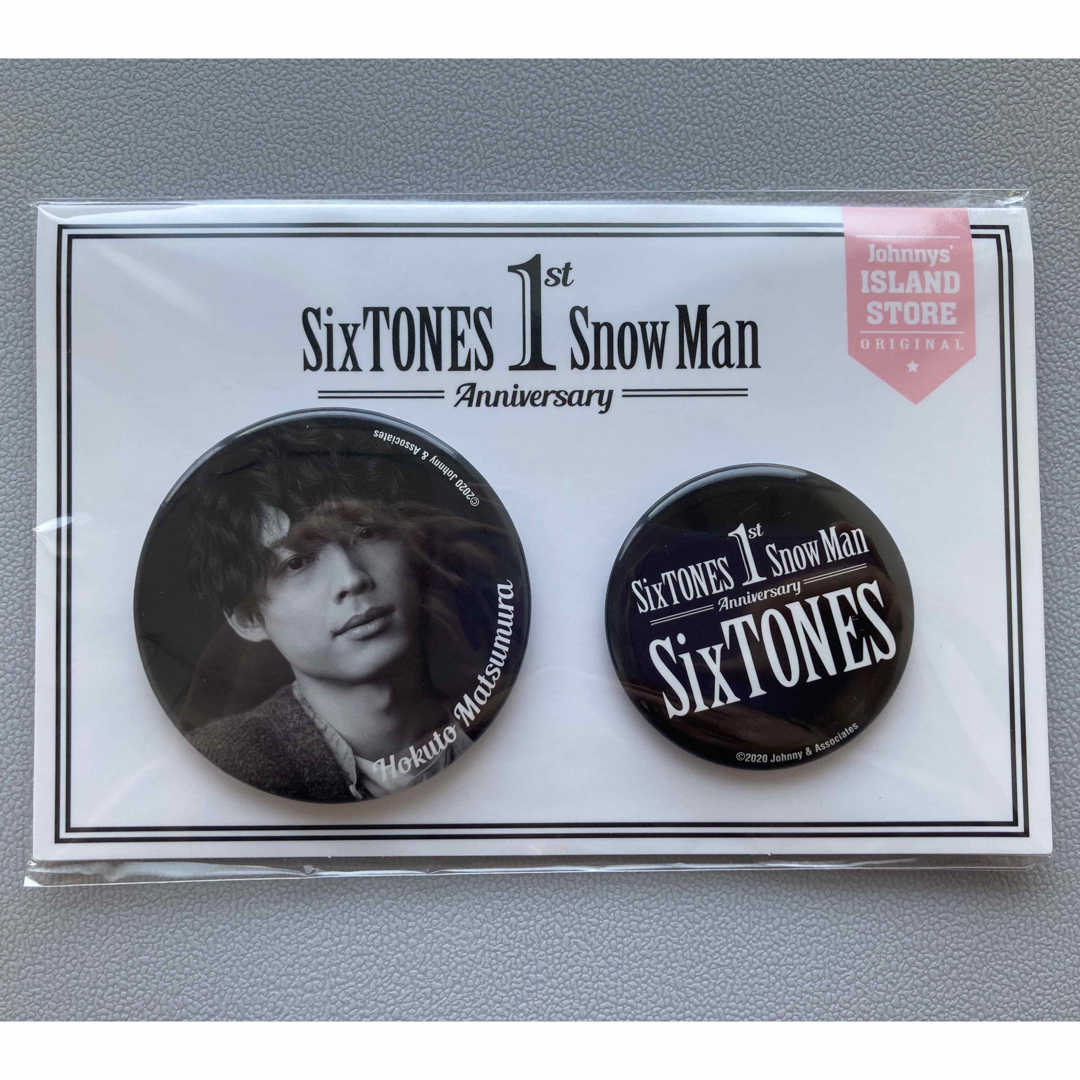 SixTONES 1st Snow Man
Anniversary
Johnnys'
ISLAND
STORE
ORIGINAL
©2020 Johnny & Associates
Hokuto Matsumura
SixTONES 1st Snow Man
Anniversary
SixTONES
©2020 Johnny & Associates